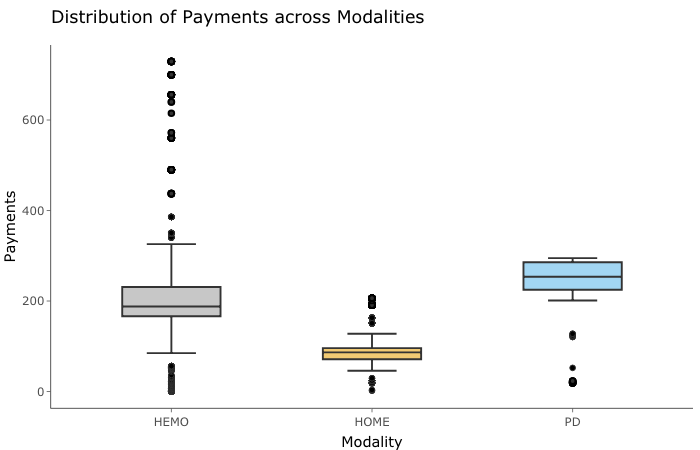 Distribution of Payments across Modalities
Payments
600
400
200
0
HEMO HOME PD
Modality